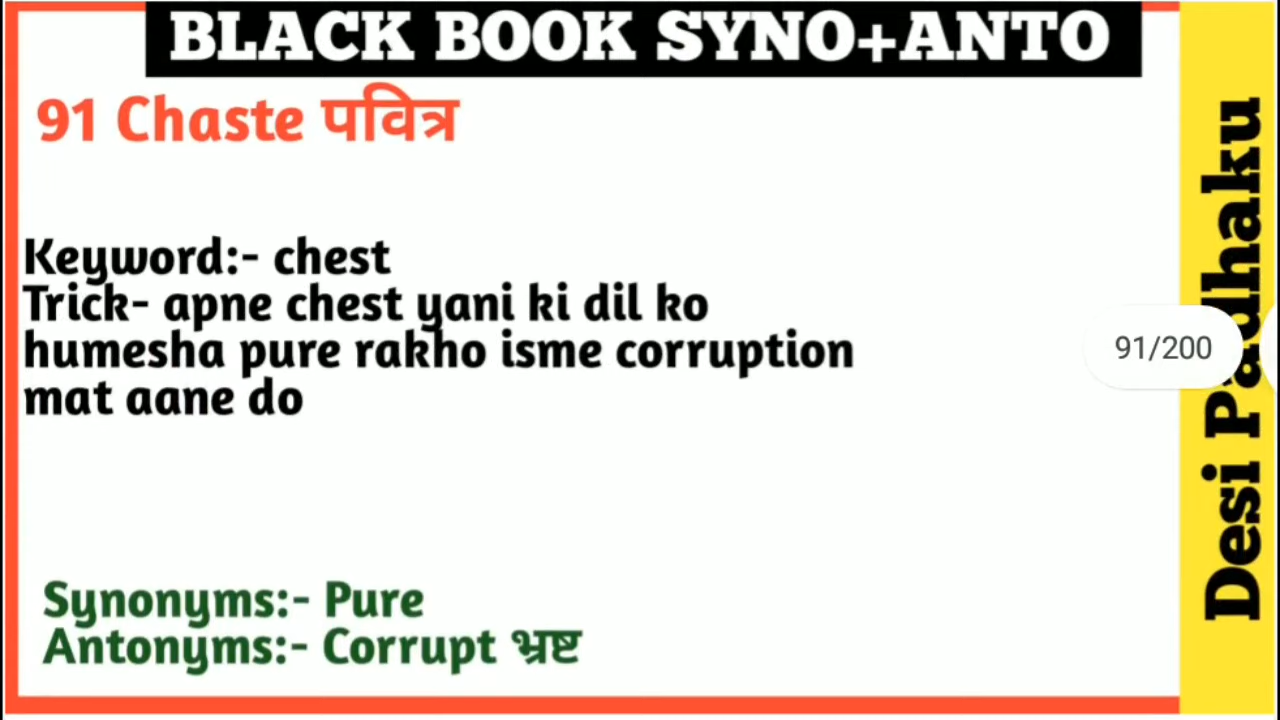 BLACK BOOK SYNO+ANTO
91 Chaste पवित्र
Keyword:- chest
Trick- apne chest yani ki dil ko
humesha pure rakho isme corruption
mat aane do
Synonyms:- Pure
Antonyms:- Corrupt भ्रष्ट
Desi Padhaku
91/200